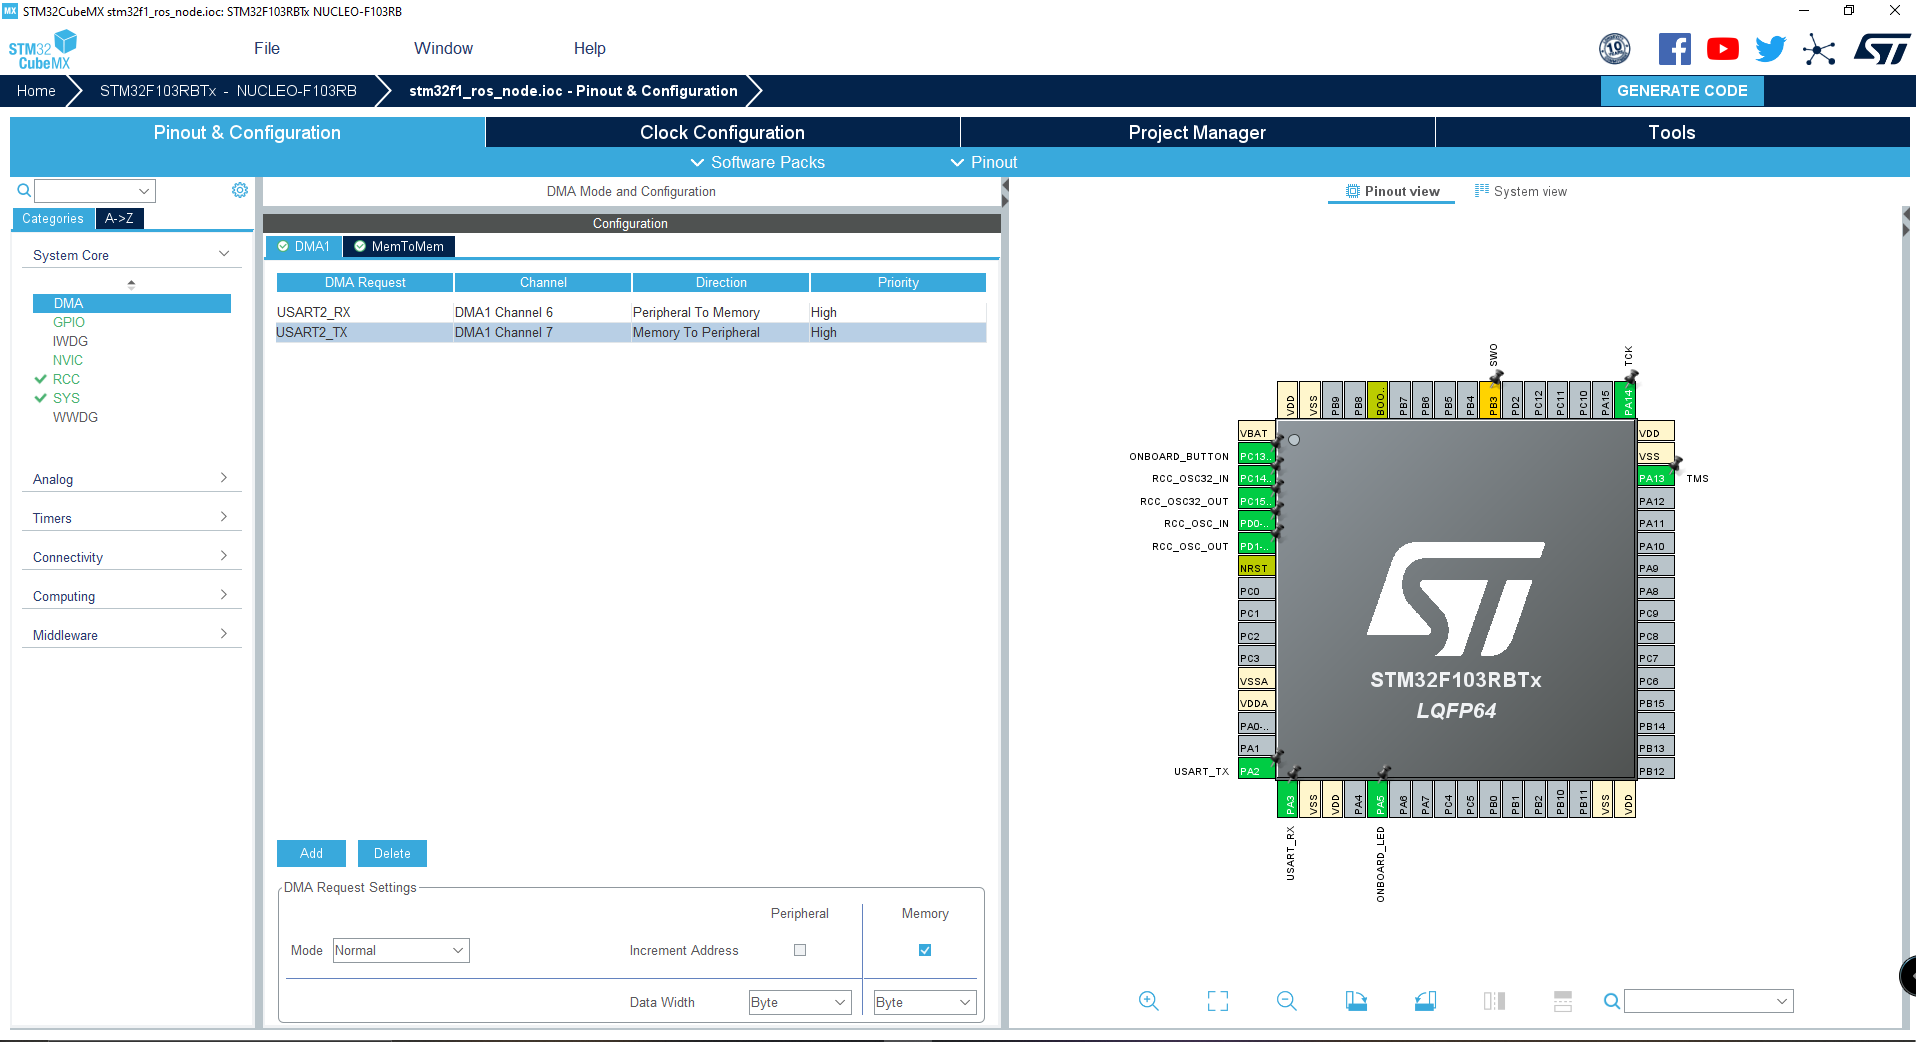 MX STM32CubeMX stm32f1_ros_node.ioc: STM32F103RBTx NUCLEO-F103RB
STM32 CubeMX
File Window Help
10 YEARS
ST
Home STM32F103RBTx - NUCLEO-F103RB stm32f1_ros_node.ioc - Pinout & Configuration GENERATE CODE
Pinout & Configuration Clock Configuration Project Manager Tools
Software Packs Pinout
DMA Mode and Configuration
Pinout view System view
Categories A->Z
Configuration
DMA1 MemToMem
System Core
DMA
GPIO
IWDG
NVIC
RCC
SYS
WWDG
Analog
Timers
Connectivity
Computing
Middleware
DMA Request Channel Direction Priority
USART2_RX DMA1 Channel 6 Peripheral To Memory High
USART2_TX DMA1 Channel 7 Memory To Peripheral High
Add Delete
DMA Request Settings
Peripheral Memory
Mode Normal Increment Address
Data Width Byte Byte
SWO TCK
VDD VSS PB9 PB8 BOO.. PB7 PB6 PB5 PB4 PB3 PD2 PC12 PC11 PC10 PA15 PA14
VBAT VDD
ONBOARD_BUTTON PC13.. VSS
RCC_OSC32_IN PC14.. PA13 TMS
RCC_OSC32_OUT PC15.. PA12
RCC_OSC_IN PD0-.. PA11
RCC_OSC_OUT PD1-.. PA10
NRST PA9
PC0 PA8
PC1 PC9
PC2 PC8
PC3 PC7
VSSA PC6
VDDA PB15
PA0-.. PB14
PA1 PB13
USART_TX PA2 PB12
ST
STM32F103RBTx
LQFP64
PA3 VSS VDD PA4 PA5 PA6 PA7 PC4 PC5 PB0 PB1 PB2 PB10 PB11 VSS VDD
USART_RX ONBOARD_LED